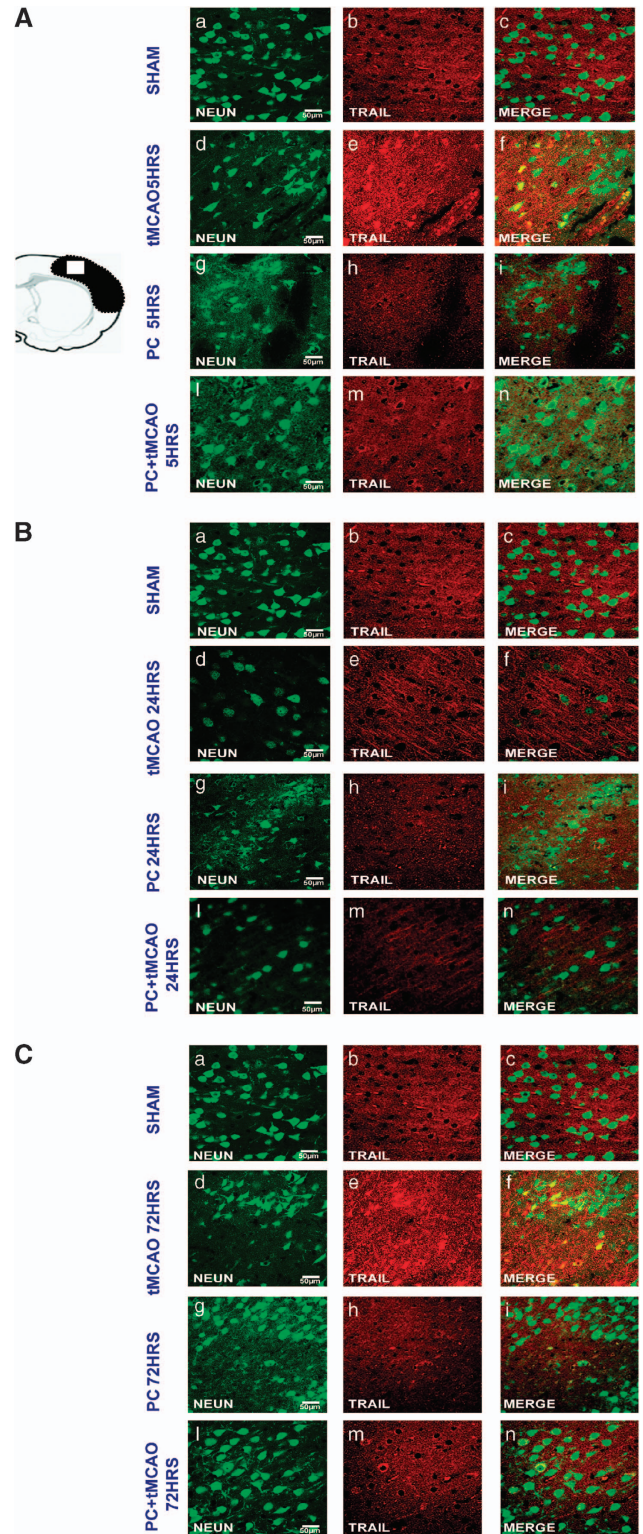 A
SHAM
a
NEUN
50µm
b
TRAIL
c
MERGE
tMCAO5HRS
d
NEUN
50µm
e
TRAIL
f
MERGE
PC 5HRS
g
NEUN
50µm
h
TRAIL
i
MERGE
PC+tMCAO
5HRS
l
NEUN
50µm
m
TRAIL
n
MERGE
B
SHAM
a
NEUN
50µm
b
TRAIL
c
MERGE
tMCAO 24HRS
d
NEUN
50µm
e
TRAIL
f
MERGE
PC 24HRS
g
NEUN
50µm
h
TRAIL
i
MERGE
PC+tMCAO
24HRS
l
NEUN
50µm
m
TRAIL
n
MERGE
C
SHAM
a
NEUN
50µm
b
TRAIL
c
MERGE
tMCAO 72HRS
d
NEUN
50µm
e
TRAIL
f
MERGE
PC 72HRS
g
NEUN
50µm
h
TRAIL
i
MERGE
PC+tMCAO
72HRS
l
NEUN
50µm
m
TRAIL
n
MERGE